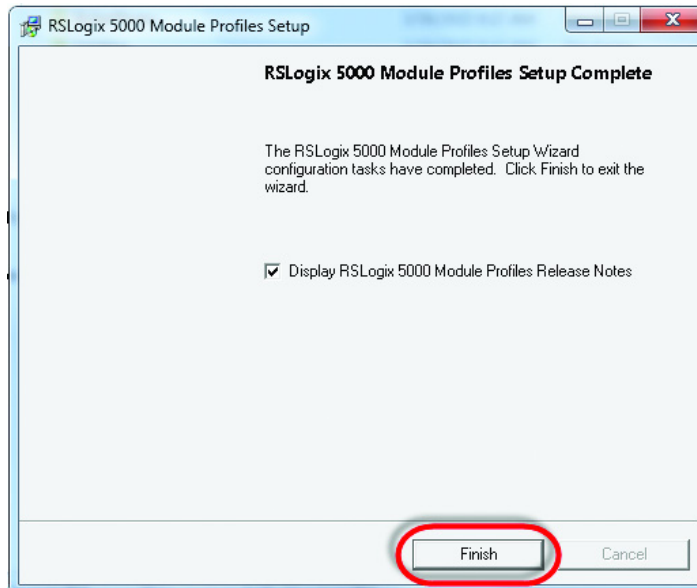 RSLogix 5000 Module Profiles Setup
RSLogix 5000 Module Profiles Setup Complete
The RSLogix 5000 Module Profiles Setup Wizard
configuration tasks have completed. Click Finish to exit the
wizard.
Display RSLogix 5000 Module Profiles Release Notes
Finish
Cancel